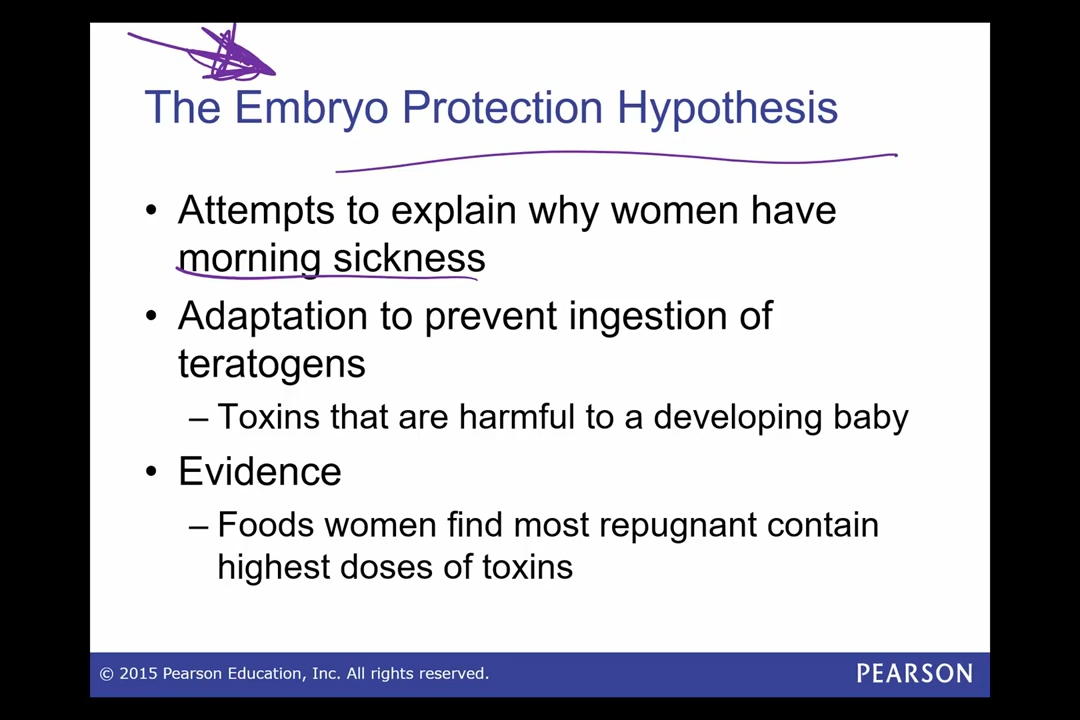 The Embryo Protection Hypothesis
• Attempts to explain why women have
morning sickness
• Adaptation to prevent ingestion of
teratogens
– Toxins that are harmful to a developing baby
• Evidence
– Foods women find most repugnant contain
highest doses of toxins
© 2015 Pearson Education, Inc. All rights reserved.
PEARSON